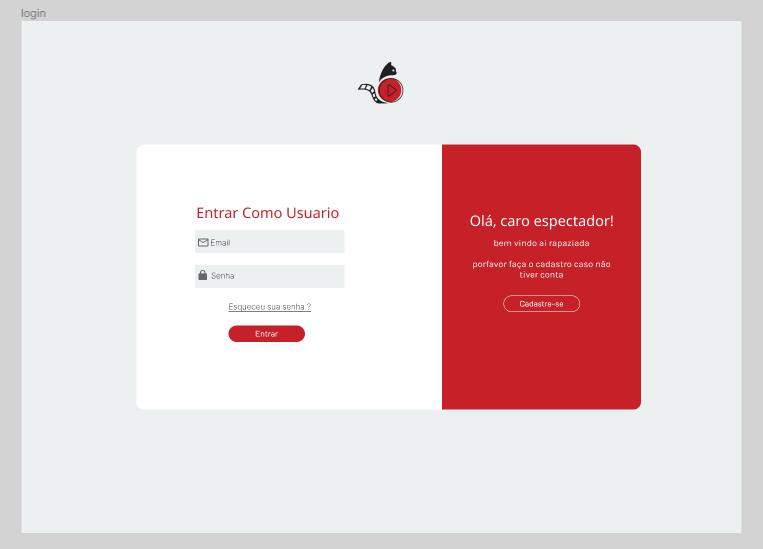 login
Entrar Como Usuario
Email
Senha
Esqueceu sua senha ?
Entrar
Olá, caro espectador!
bem vindo ai rapaziada
porfavor faça o cadastro caso não
tiver conta
Cadastre-se